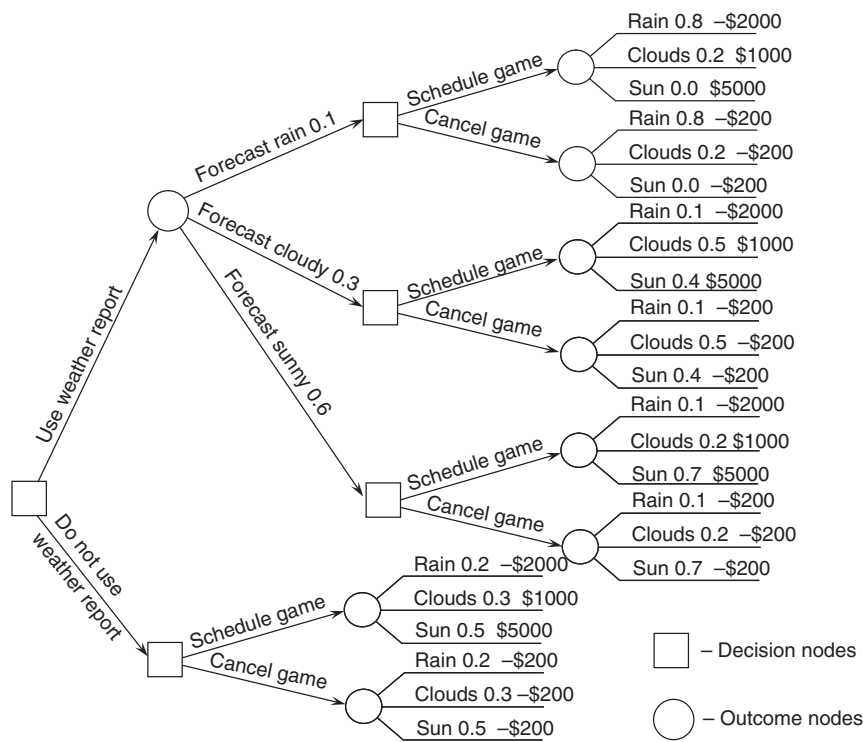 Rain 0.8 –$2000
Clouds 0.2 $1000
Sun 0.0 $5000
Schedule game
Cancel game
Rain 0.8 –$200
Clouds 0.2 –$200
Sun 0.0 –$200
Forecast rain 0.1
Forecast cloudy 0.3
Forecast sunny 0.6
Rain 0.1 –$2000
Clouds 0.5 $1000
Sun 0.4 $5000
Schedule game
Cancel game
Rain 0.1 –$200
Clouds 0.5 –$200
Sun 0.4 –$200
Use weather report
Rain 0.1 –$2000
Clouds 0.2 $1000
Sun 0.7 $5000
Schedule game
Cancel game
Rain 0.1 –$200
Clouds 0.2 –$200
Sun 0.7 –$200
Do not use
weather report
Rain 0.2 –$2000
Clouds 0.3 $1000
Sun 0.5 $5000
Schedule game
Cancel game
Rain 0.2 –$200
Clouds 0.3 –$200
Sun 0.5 –$200
– Decision nodes
– Outcome nodes